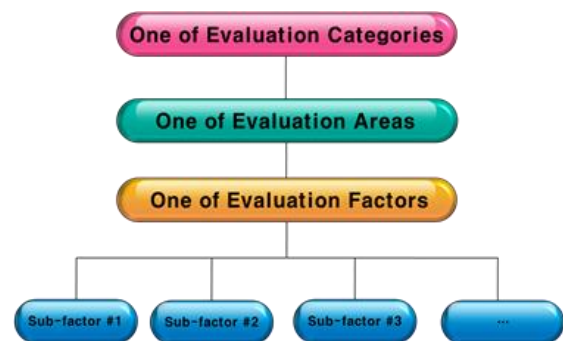 One of Evaluation Categories
One of Evaluation Areas
One of Evaluation Factors
Sub-factor #1
Sub-factor #2
Sub-factor #3
...